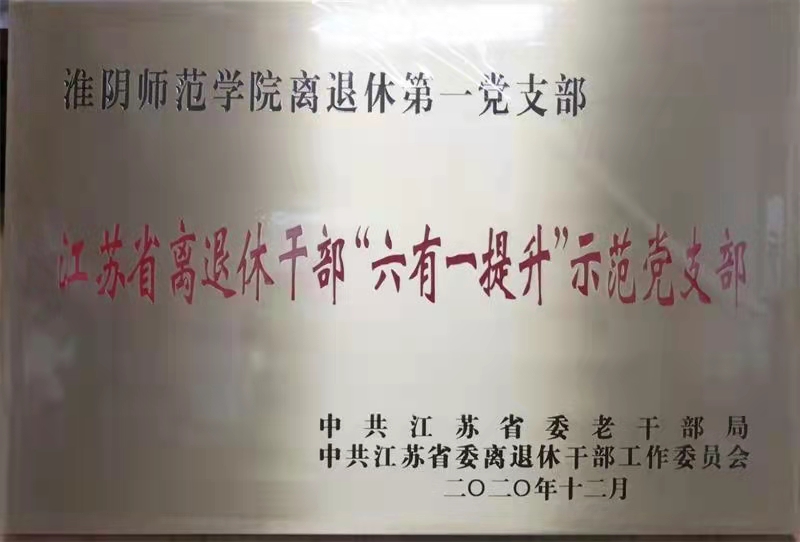 淮阴师范学院离退休第一党支部
江苏省离退休干部“六有一提升”示范党支部
中共江苏省委老干部局
中共江苏省委离退休干部工作委员会
二〇二〇年十二月